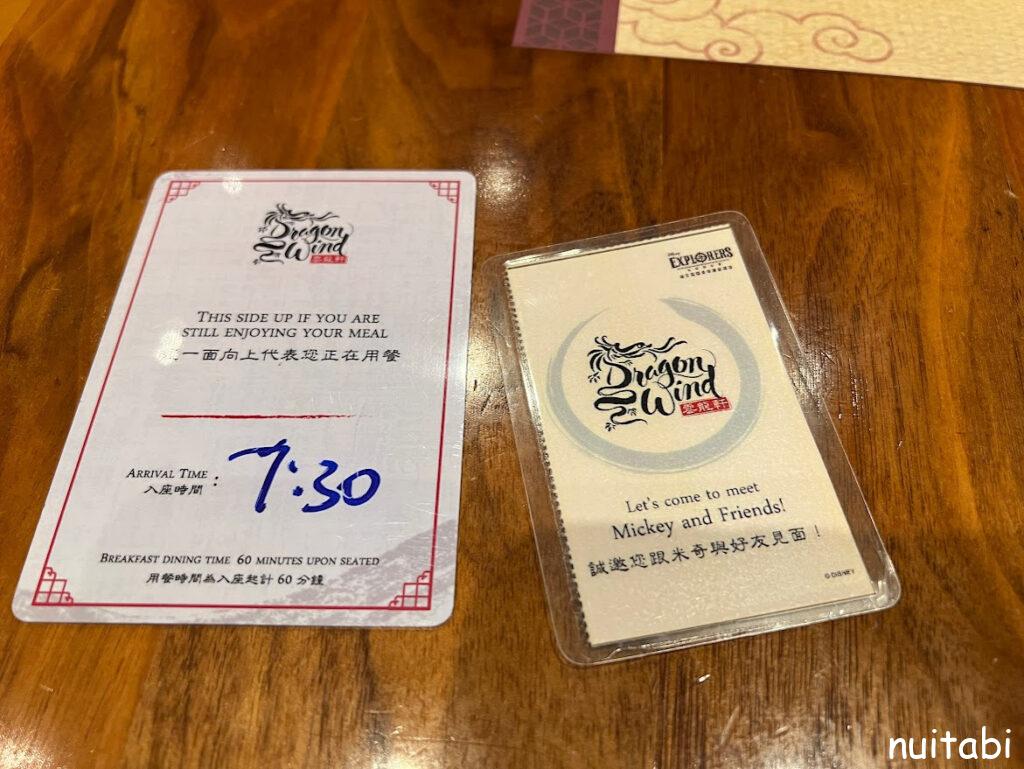 Dragon
Wind
雲龍軒
THIS SIDE UP IF YOU ARE
STILL ENJOYING YOUR MEAL
一面向上代表您正在用餐
ARRIVAL TIME :
入座時間
7:30
BREAKFAST DINING TIME 60 MINUTES UPON SEATED
用餐時間為入座起計 60 分鐘
Disney
EXPLORERS
LODGE
Dragon
Wind
雲龍軒
Let's come to meet
Mickey and Friends!
誠邀您跟米奇與好友見面！
© DISNEY
nuitabi